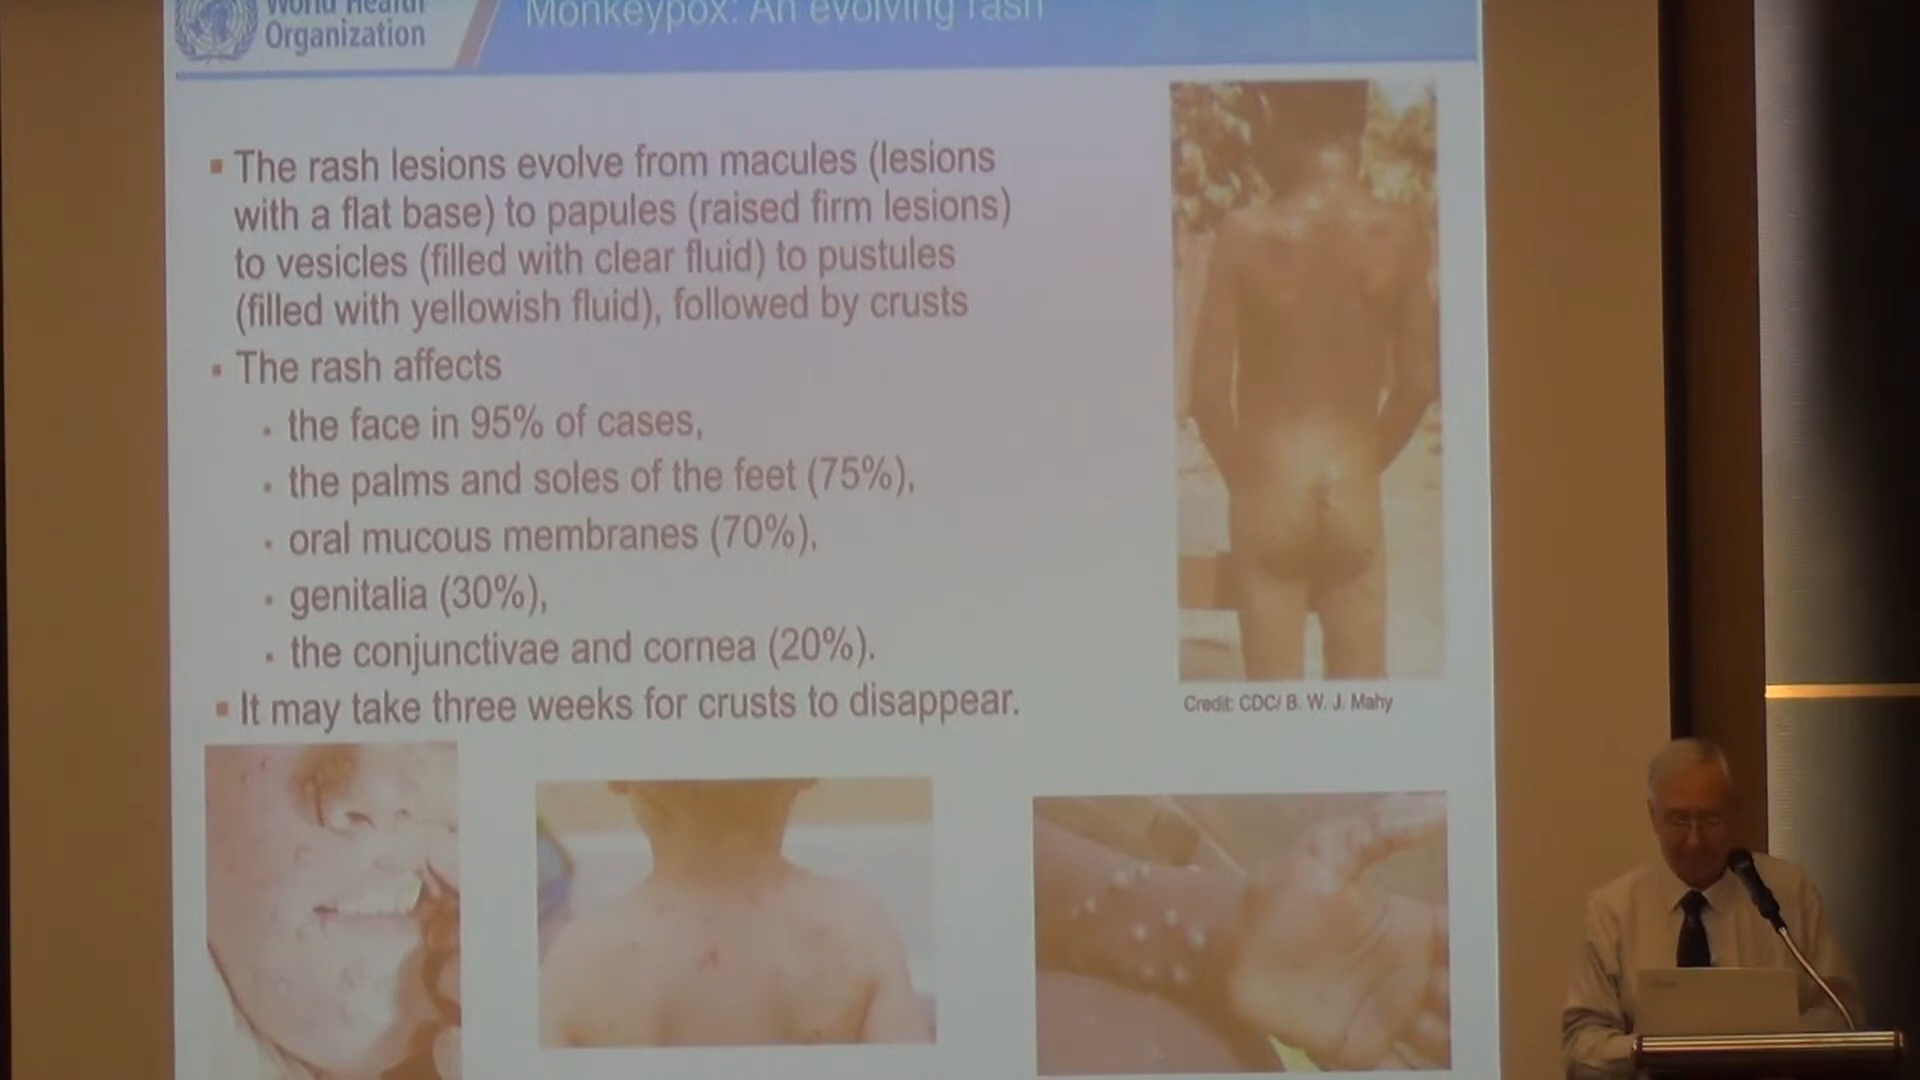 World Health
Organization
Monkeypox: An evolving rash
▪ The rash lesions evolve from macules (lesions
with a flat base) to papules (raised firm lesions)
to vesicles (filled with clear fluid) to pustules
(filled with yellowish fluid), followed by crusts
▪ The rash affects
• the face in 95% of cases,
• the palms and soles of the feet (75%),
• oral mucous membranes (70%),
• genitalia (30%),
• the conjunctivae and cornea (20%).
▪ It may take three weeks for crusts to disappear.
Credit: CDC/ B. W. J. Mahy